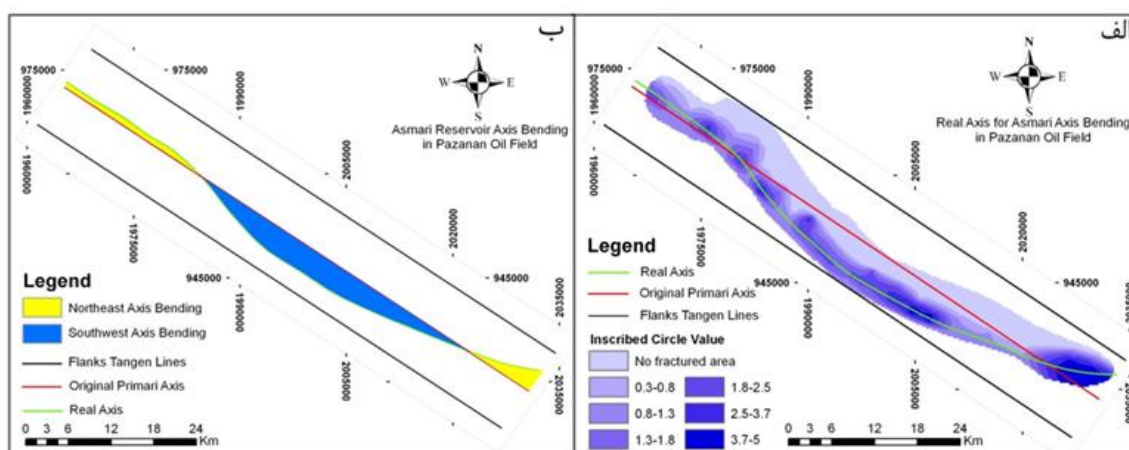 ب
N
W E
S
Asmari Reservoir Axis Bending
in Pazanan Oil Field
975000
975000
1960000
1990000
1960000
2005000
1975000
2020000
945000
945000
1990000
2035000
2005000
2035000
Legend
Northeast Axis Bending
Southwest Axis Bending
Flanks Tangen Lines
Original Primari Axis
Real Axis
0 3 6 12 18 24
Km
الف
N
W E
S
Real Axis for Asmari Axis Bending
in Pazanan Oil Field
975000
975000
1960000
1990000
1960000
2005000
1975000
2020000
945000
945000
1990000
2035000
2005000
2035000
Legend
Real Axis
Original Primari Axis
Flanks Tangen Lines
Inscribed Circle Value
No fractured area
0.3-0.8 1.8-2.5
0.8-1.3 2.5-3.7
1.3-1.8 3.7-5
0 3 6 12 18 24
Km